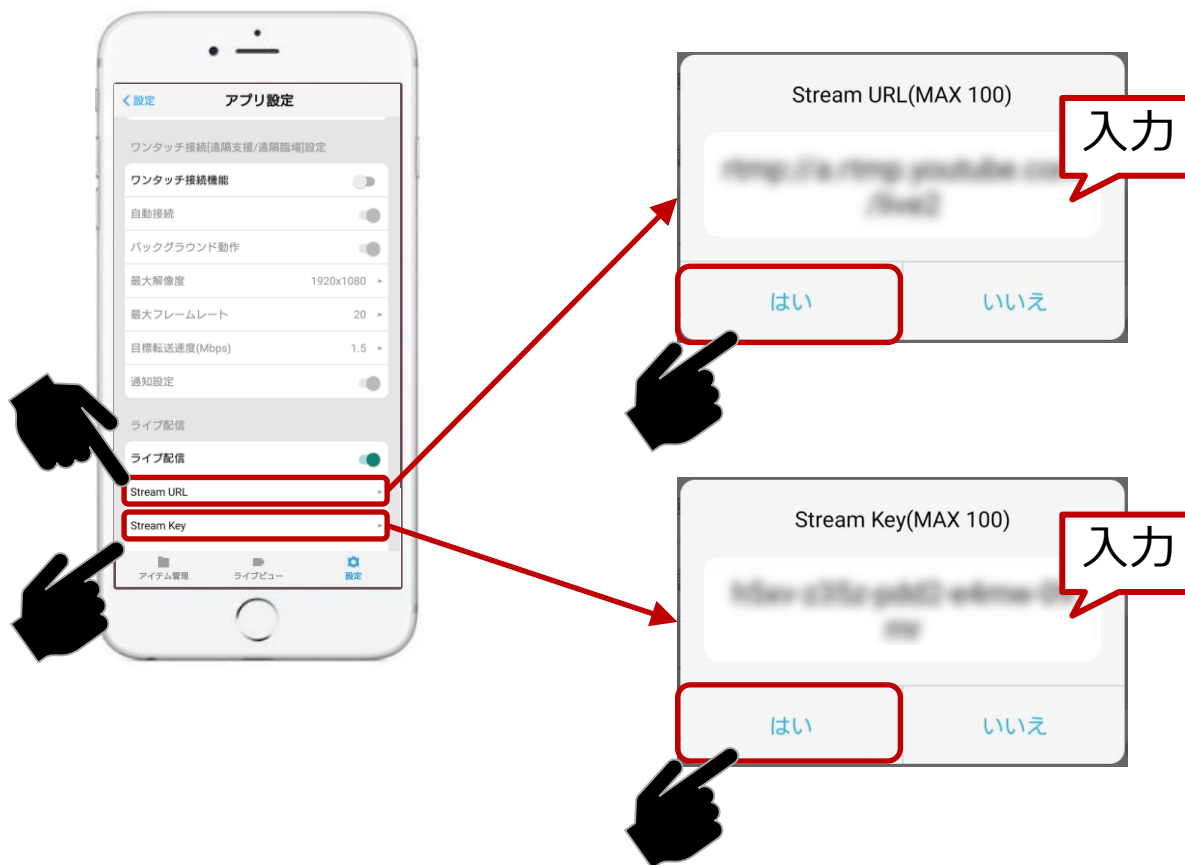 設定
アプリ設定
ワンタッチ接続[遠隔支援/遠隔臨場]設定
ワンタッチ接続機能
自動接続
バックグラウンド動作
最大解像度 1920x1080
最大フレームレート 20
目標転送速度(Mbps) 1.5
通知設定
ライブ配信
ライブ配信
Stream URL
Stream Key
アイテム管理 ライブビュー 設定
Stream URL(MAX 100)
入力
はい いいえ
Stream Key(MAX 100)
入力
はい いいえ